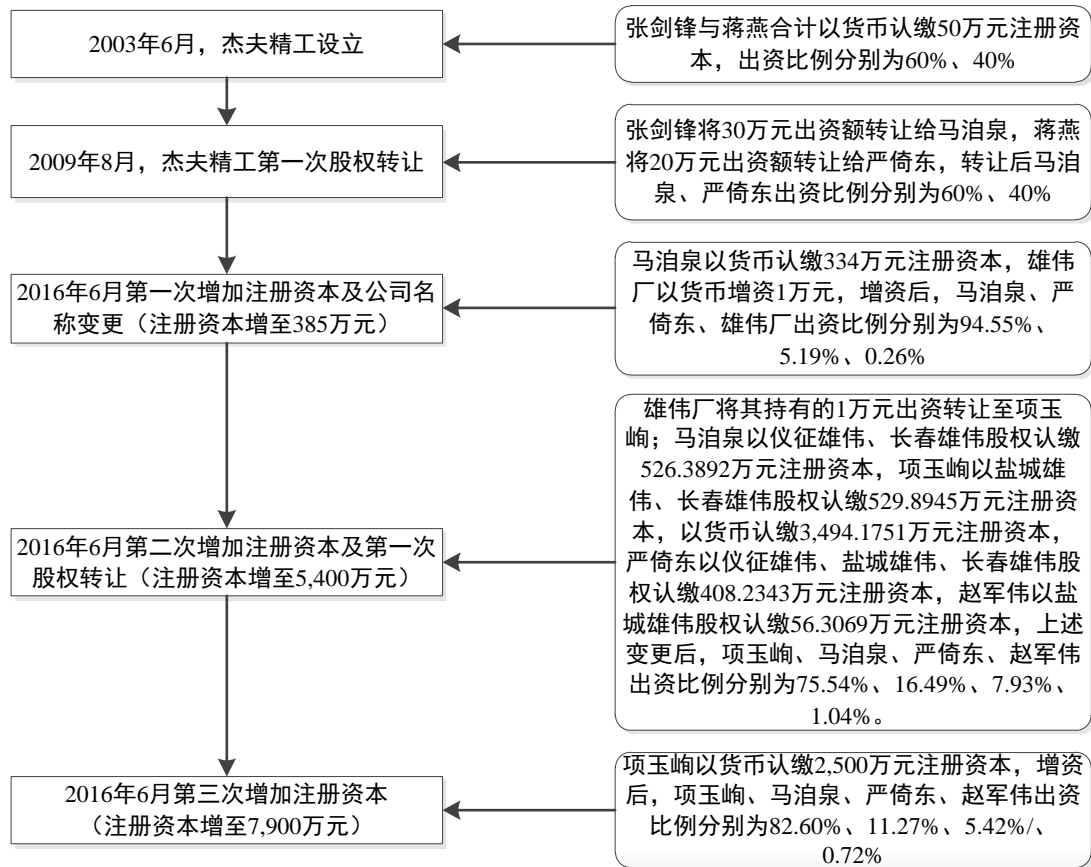 2003年6月，杰夫精工设立
张剑锋与蒋燕合计以货币认缴50万元注册资
本，出资比例分别为60%、40%
2009年8月，杰夫精工第一次股权转让
张剑锋将30万元出资额转让给马洎泉，蒋燕
将20万元出资额转让给严倚东，转让后马洎
泉、严倚东出资比例分别为60%、40%
2016年6月第一次增加注册资本及公司名
称变更（注册资本增至385万元）
马洎泉以货币认缴334万元注册资本，雄伟
厂以货币增资1万元，增资后，马洎泉、严
倚东、雄伟厂出资比例分别为94.55%、
5.19%、0.26%
2016年6月第二次增加注册资本及第一次
股权转让（注册资本增至5,400万元）
雄伟厂将其持有的1万元出资转让至项玉
峋；马洎泉以仪征雄伟、长春雄伟股权认缴
526.3892万元注册资本，项玉峋以盐城雄
伟、长春雄伟股权认缴529.8945万元注册资
本，以货币认缴3,494.1751万元注册资本，
严倚东以仪征雄伟、盐城雄伟、长春雄伟股
权认缴408.2343万元注册资本，赵军伟以盐
城雄伟股权认缴56.3069万元注册资本，上述
变更后，项玉峋、马洎泉、严倚东、赵军伟
出资比例分别为75.54%、16.49%、7.93%、
1.04%。
2016年6月第三次增加注册资本
（注册资本增至7,900万元）
项玉峋以货币认缴2,500万元注册资本，增资
后，项玉峋、马洎泉、严倚东、赵军伟出资
比例分别为82.60%、11.27%、5.42%/、
0.72%